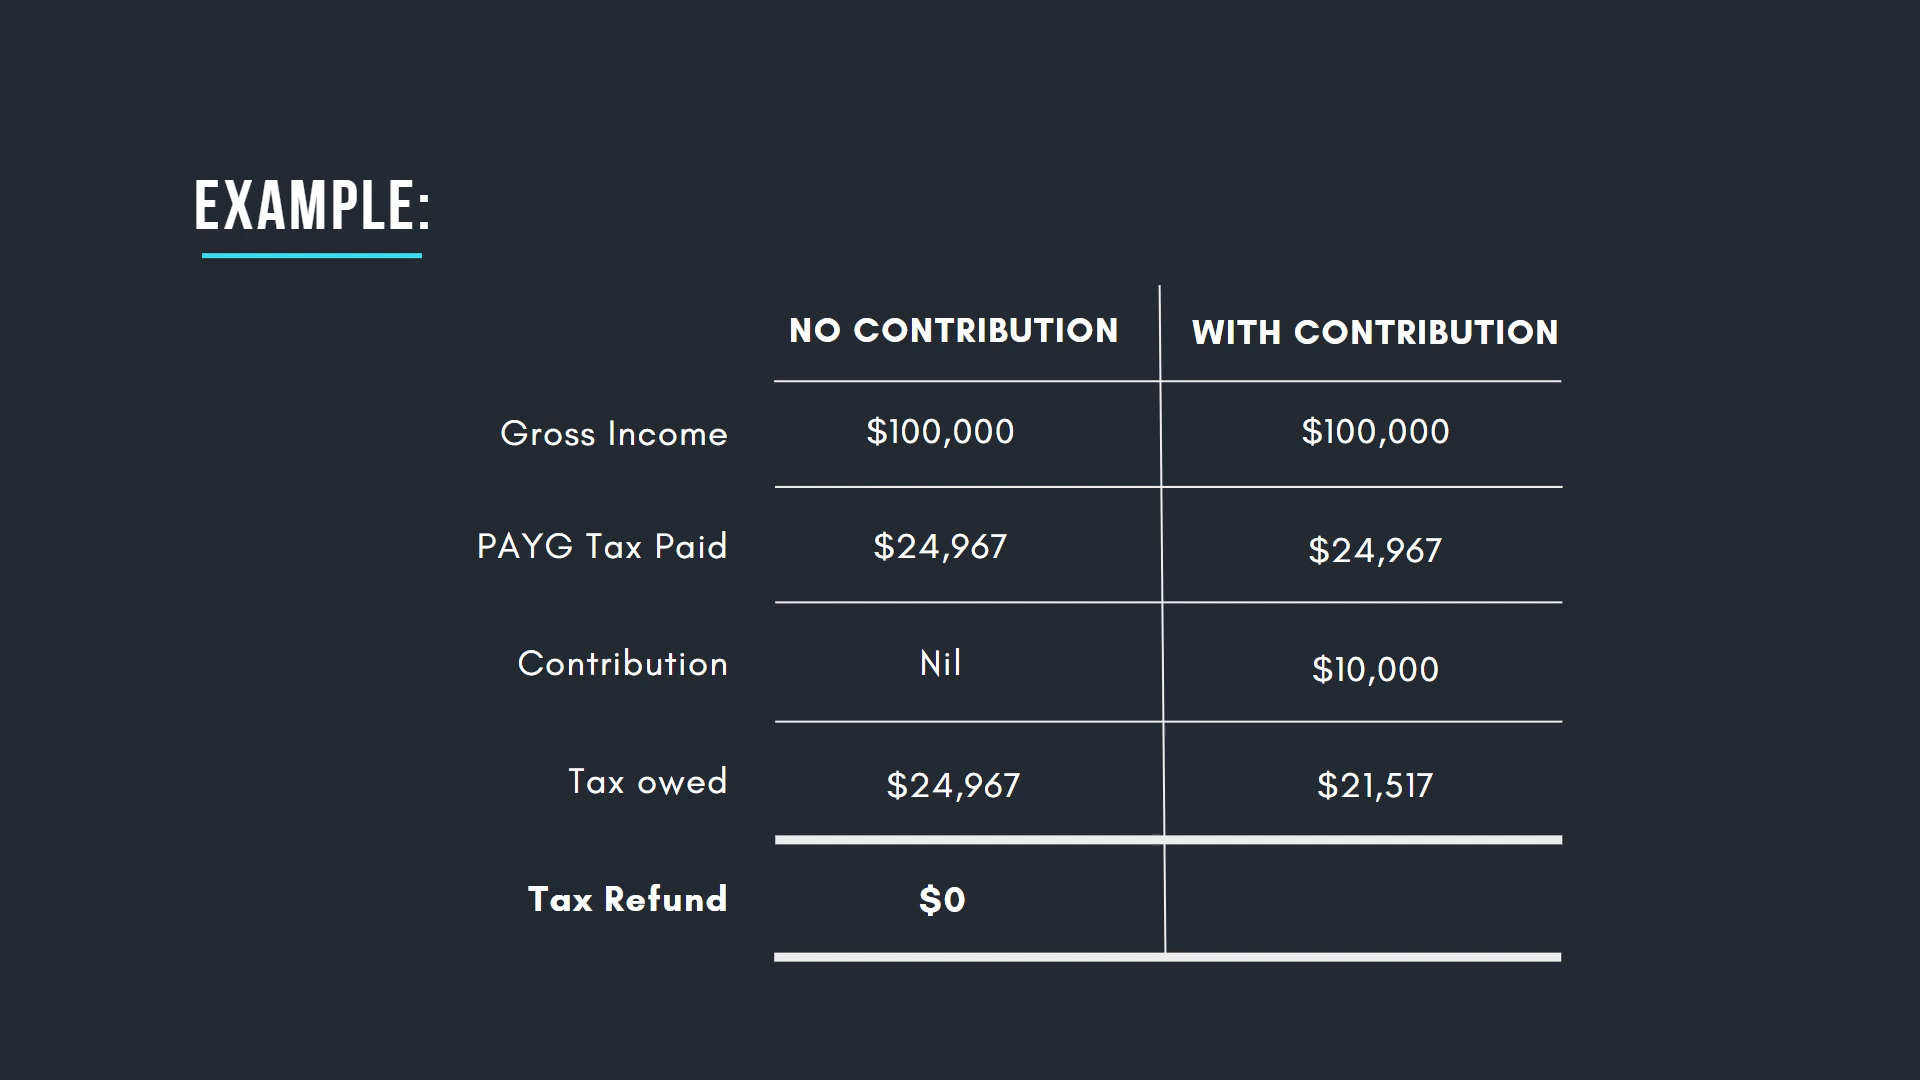 EXAMPLE:
NO CONTRIBUTION WITH CONTRIBUTION
Gross Income $100,000 $100,000
PAYG Tax Paid $24,967 $24,967
Contribution Nil $10,000
Tax owed $24,967 $21,517
Tax Refund $0